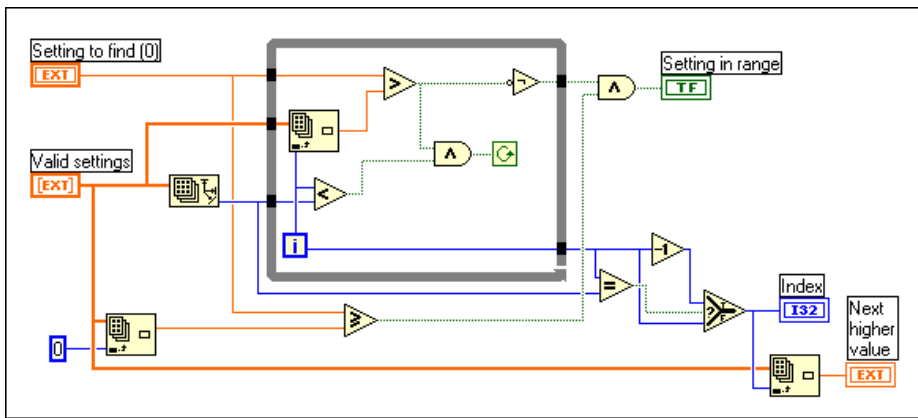 Setting to find (0)
EXT
Setting in range
TF
>
¬
∧
Valid settings
[EXT]
∧
<
i
-1
=
Index
?
T
F
I32
≥
0
Next
higher
value
EXT